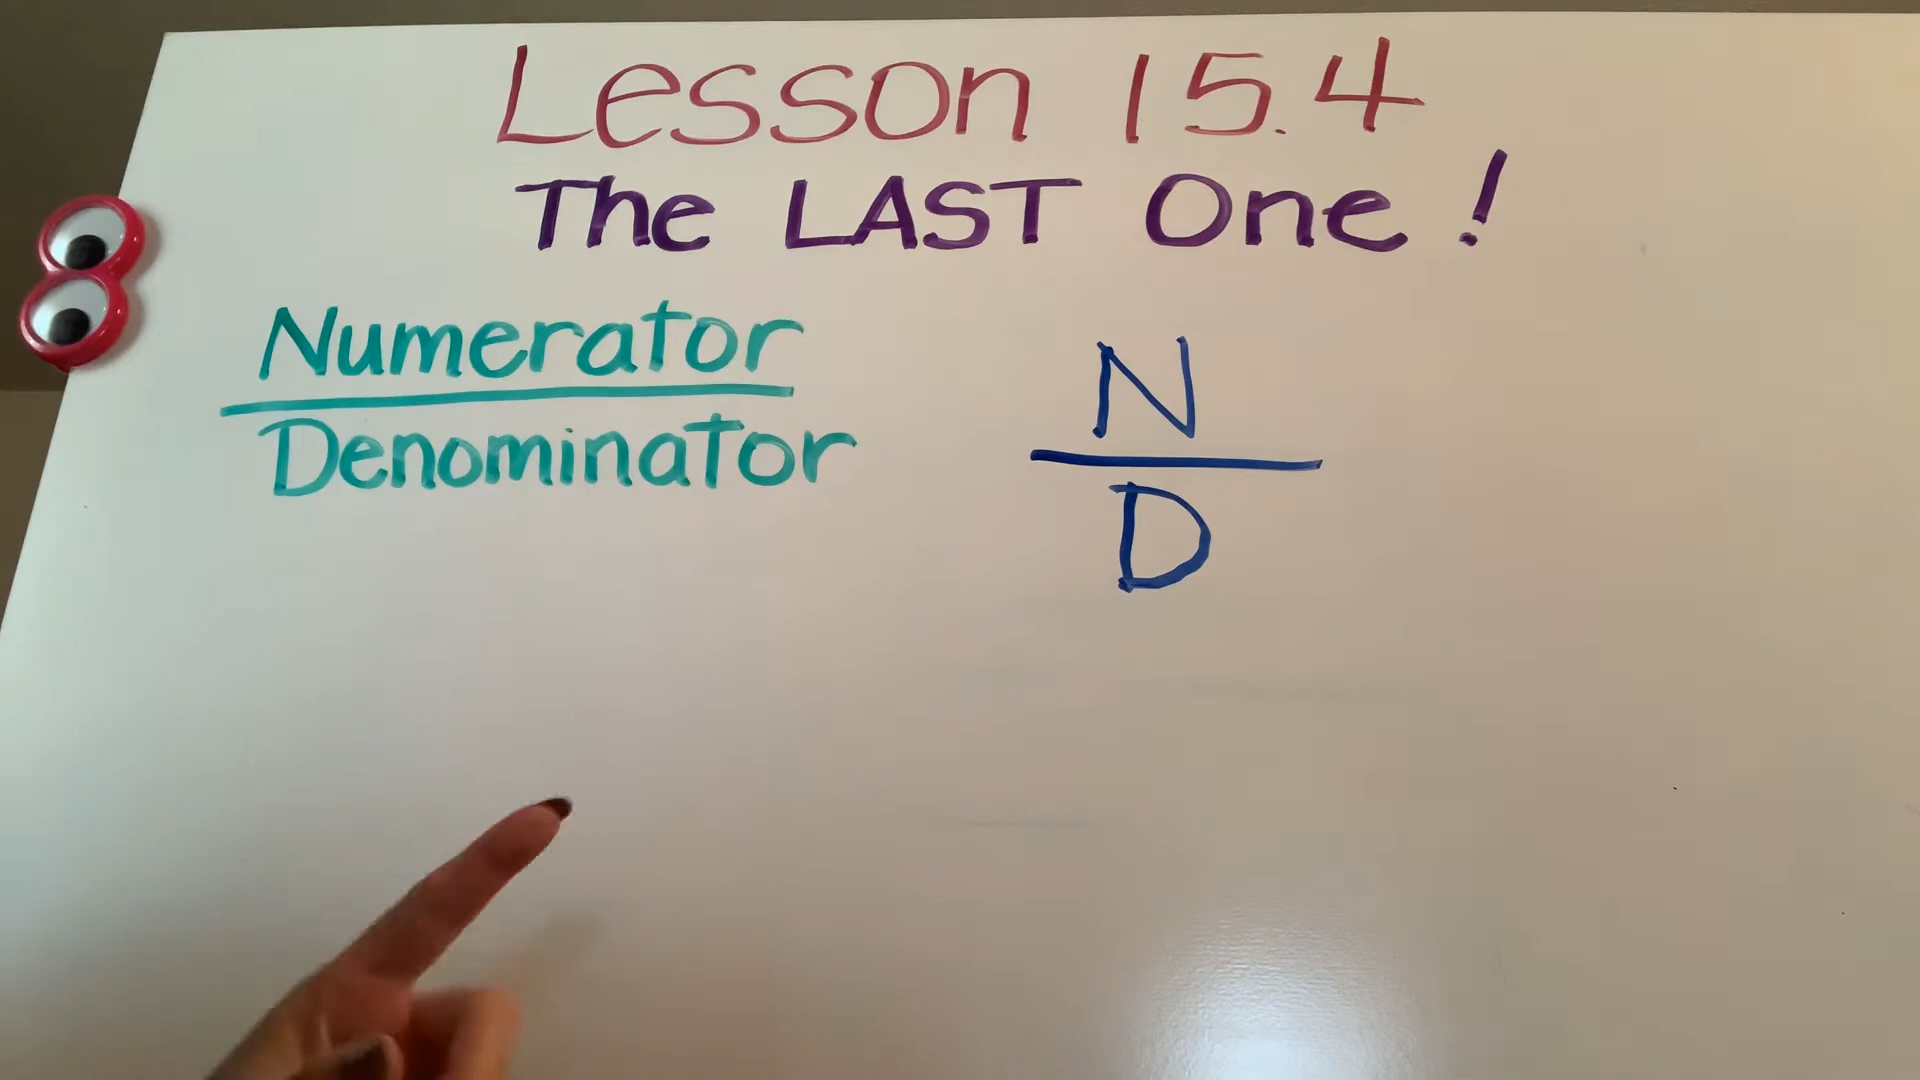 Lesson 15.4
The LAST One!
Numerator
Denominator
N
D